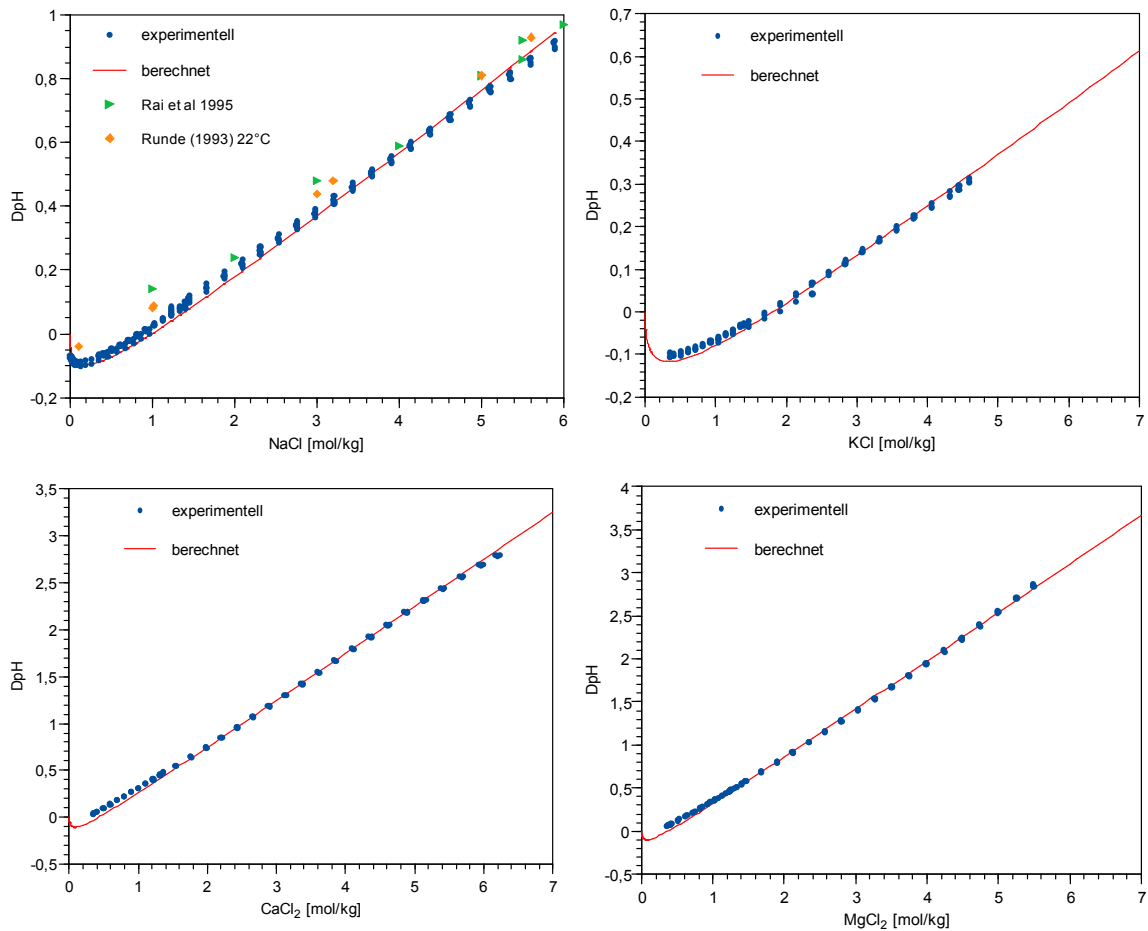 1
0,8
0,6
0,4
0,2
0
-0,2
DpH
experimentell
berechnet
Rai et al 1995
Runde (1993) 22°C
0 1 2 3 4 5 6
NaCl [mol/kg]
0,7
0,6
0,5
0,4
0,3
0,2
0,1
0
-0,1
-0,2
DpH
experimentell
berechnet
0 1 2 3 4 5 6 7
KCl [mol/kg]
3,5
3
2,5
2
1,5
1
0,5
0
-0,5
DpH
experimentell
berechnet
0 1 2 3 4 5 6 7
CaCl2 [mol/kg]
4
3,5
3
2,5
2
1,5
1
0,5
0
-0,5
DpH
experimentell
berechnet
0 1 2 3 4 5 6 7
MgCl2 [mol/kg]